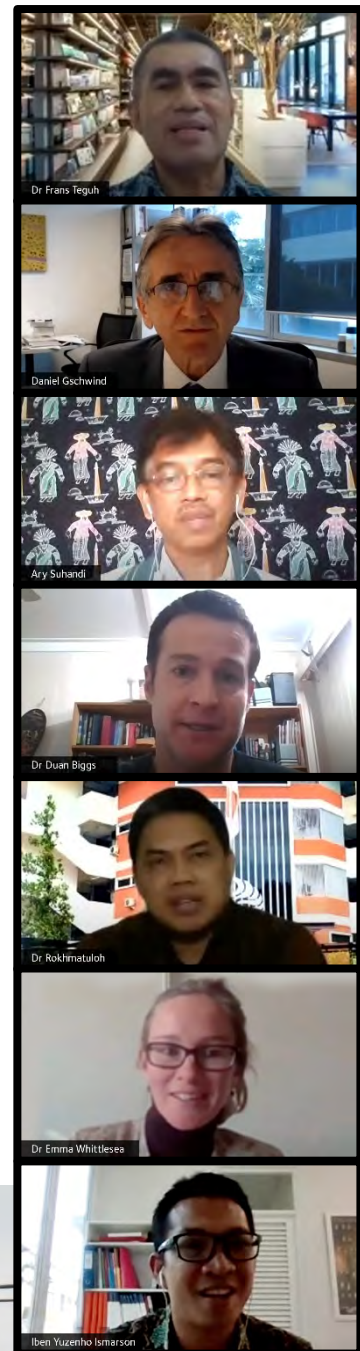 Dr Frans Teguh
Daniel Gschwind
Ary Suhandi
Dr Duan Biggs
Dr Rokhmatuloh
Dr Emma Whittlesea
Iben Yuzenho Ismarson